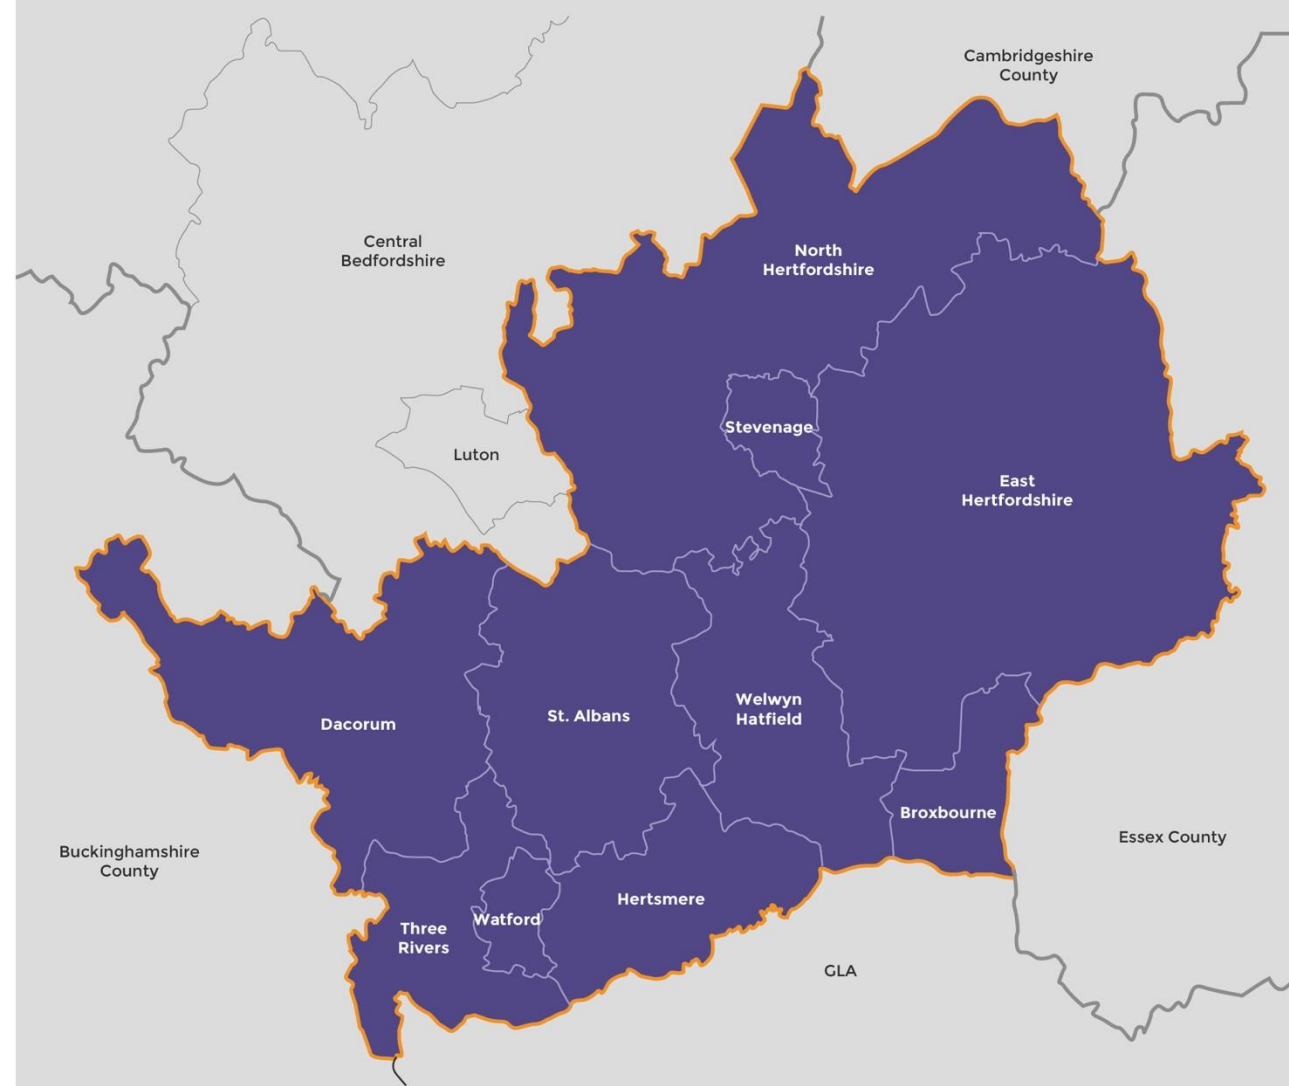 Cambridgeshire
County
Central
Bedfordshire
North
Hertfordshire
Stevenage
Luton
East
Hertfordshire
Dacorum
St. Albans
Welwyn
Hatfield
Broxbourne
Buckinghamshire
County
Essex County
Hertsmere
Three
Rivers
Watford
GLA